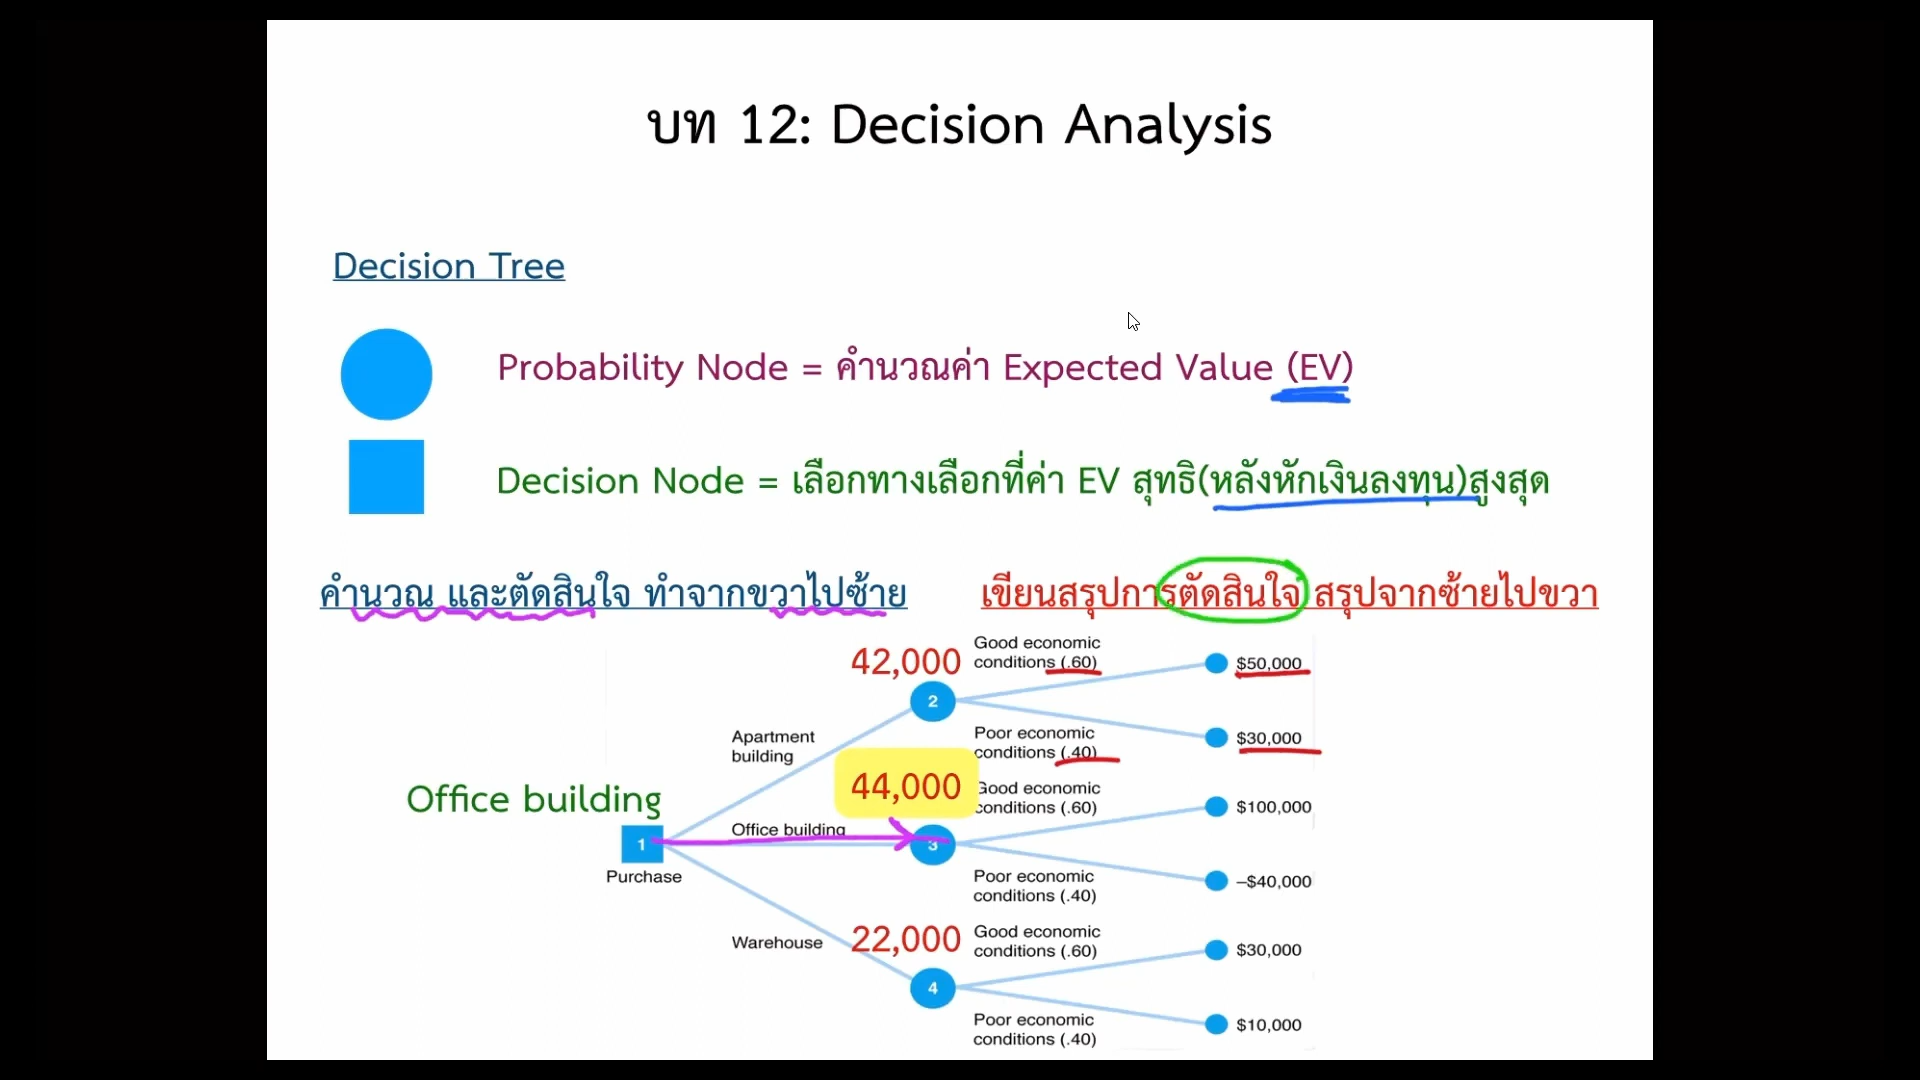 บท 12: Decision Analysis
Decision Tree
Probability Node = คำนวณค่า Expected Value (EV)
Decision Node = เลือกทางเลือกที่ค่า EV สุทธิ(หลังหักเงินลงทุน)สูงสุด
คำนวณ และตัดสินใจ ทำจากขวาไปซ้าย
เขียนสรุปการตัดสินใจ สรุปจากซ้ายไปขวา
42,000
Good economic
conditions (.60)
$50,000
2
Apartment
building
Poor economic
conditions (.40)
$30,000
Office building
44,000
Good economic
conditions (.60)
$100,000
Office building
1
3
Purchase
Poor economic
conditions (.40)
–$40,000
Warehouse
22,000
Good economic
conditions (.60)
$30,000
4
Poor economic
conditions (.40)
$10,000